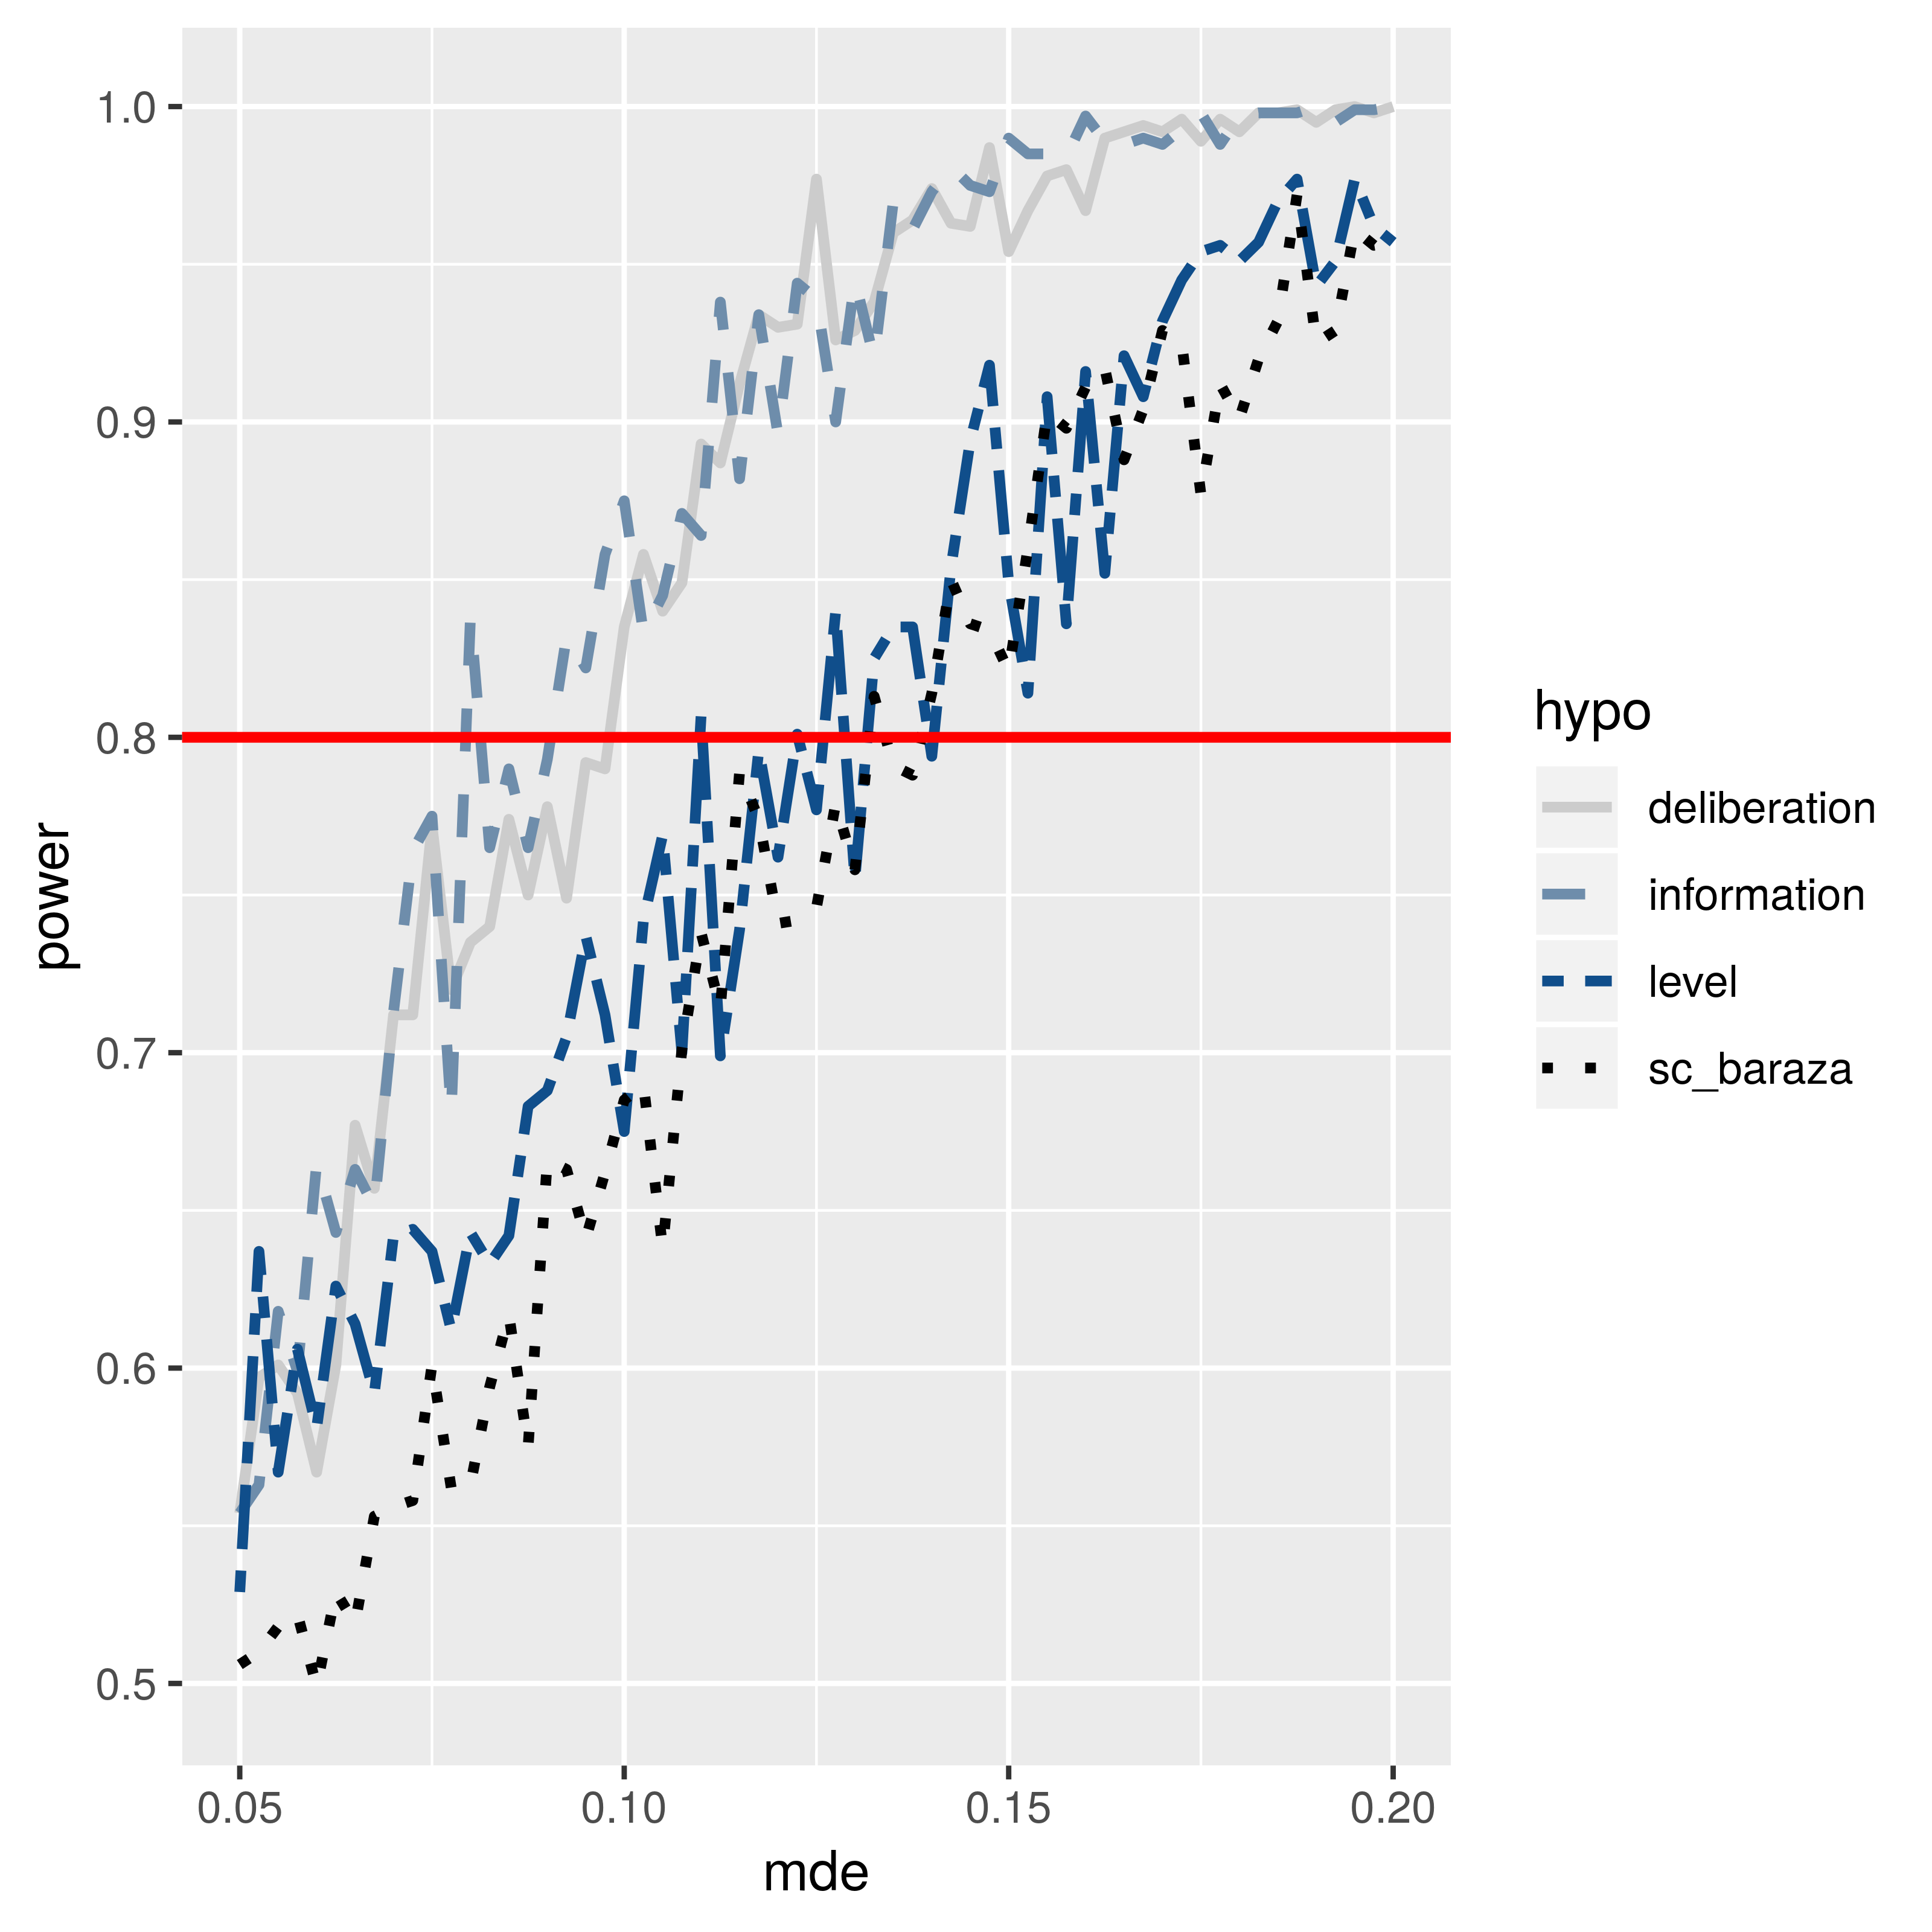 1.0
0.9
0.8
0.7
0.6
0.5
power
0.05 0.10 0.15 0.20
mde
hypo
deliberation
information
level
sc_baraza